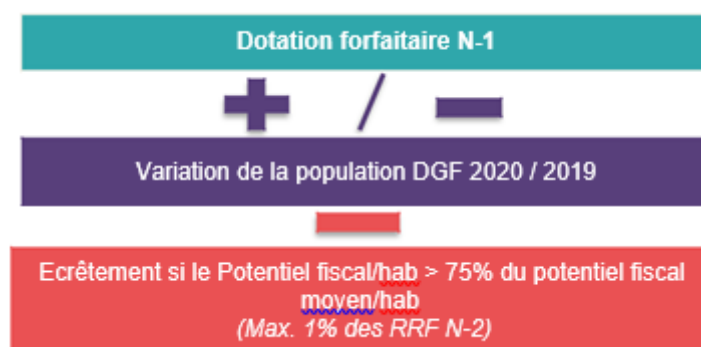 Dotation forfaitaire N-1
+ / -
Variation de la population DGF 2020 / 2019
Ecrêtement si le Potentiel fiscal/hab > 75% du potentiel fiscal
moyen/hab
(Max. 1% des RRF N-2)